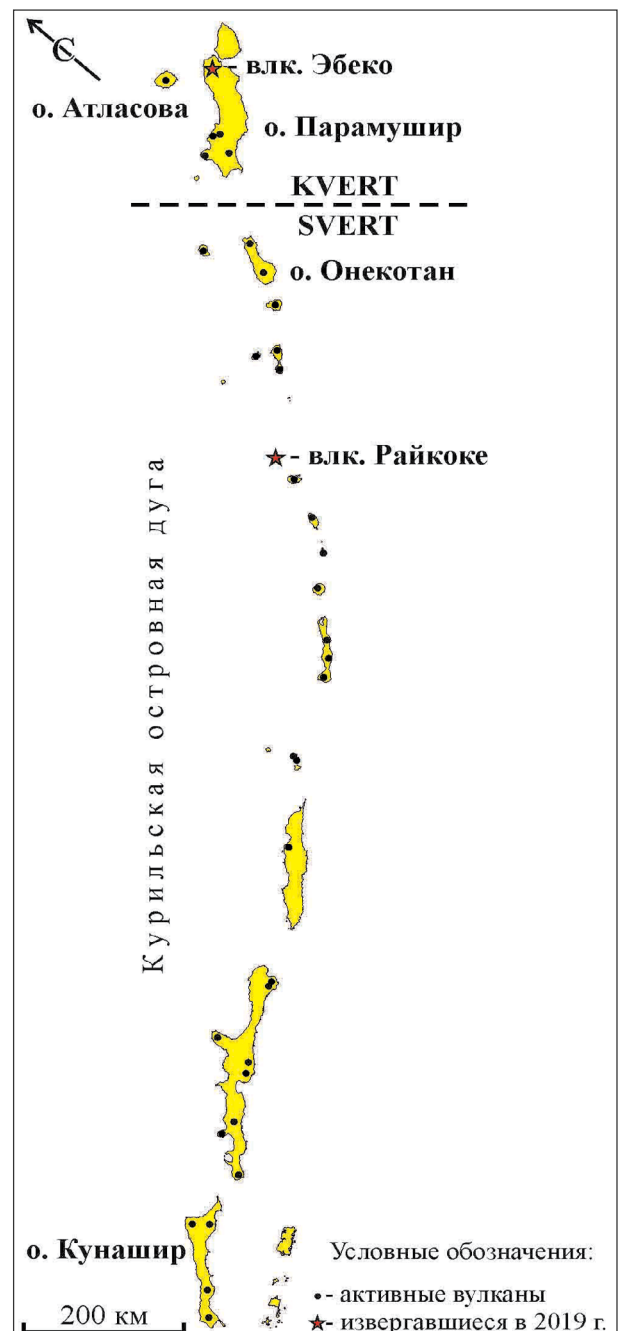 С
влк. Эбеко
о. Атласова
о. Парамушир
KVERT
SVERT
о. Онекотан
влк. Райкоке
Курильская островная дуга
о. Кунашир
Условные обозначения:
- активные вулканы
- извергавшиеся в 2019 г.
200 км